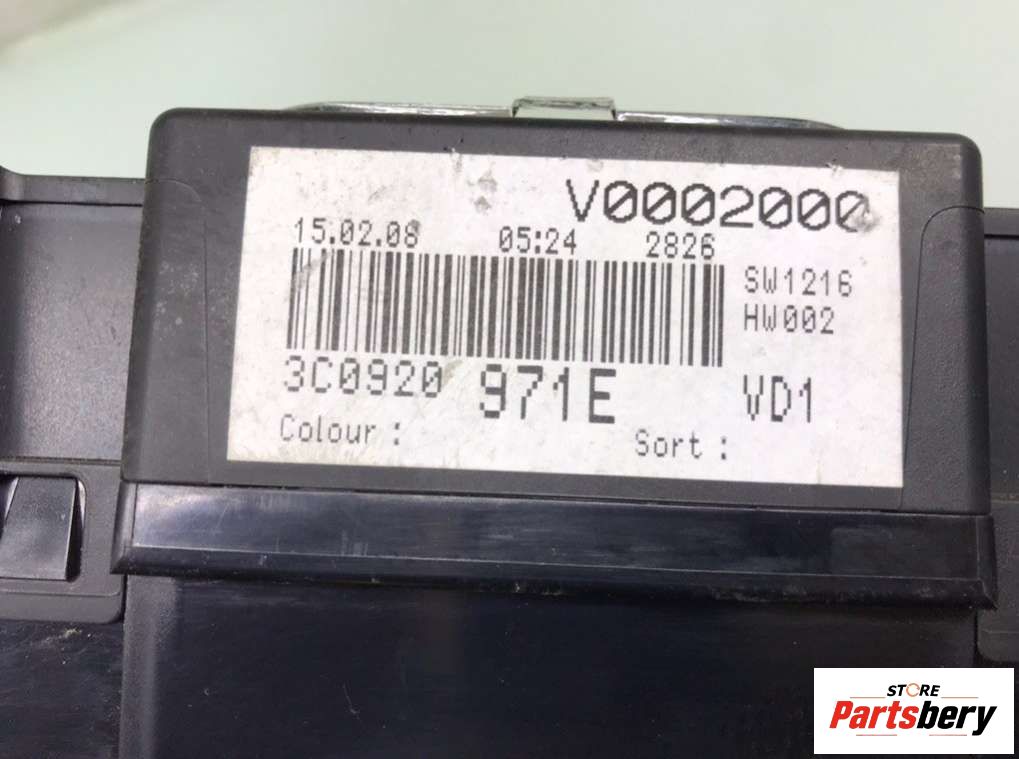 V0002000
15.02.08 05:24 2826
SW1216
HW002
3C0920 971E VD1
Colour : Sort :
STORE
Partsbery